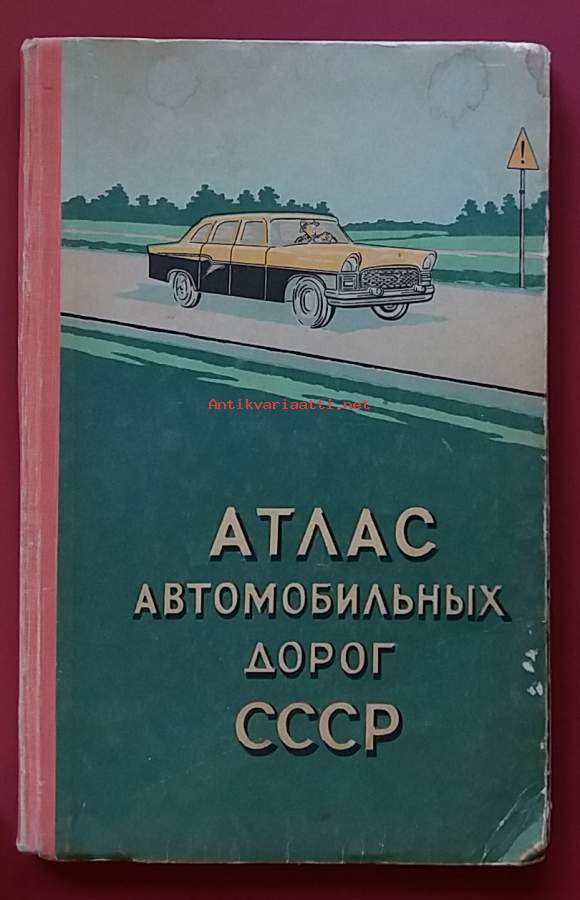 !
Antikvariaatti.net
АТЛАС
АВТОМОБИЛЬНЫХ
ДОРОГ
СССР